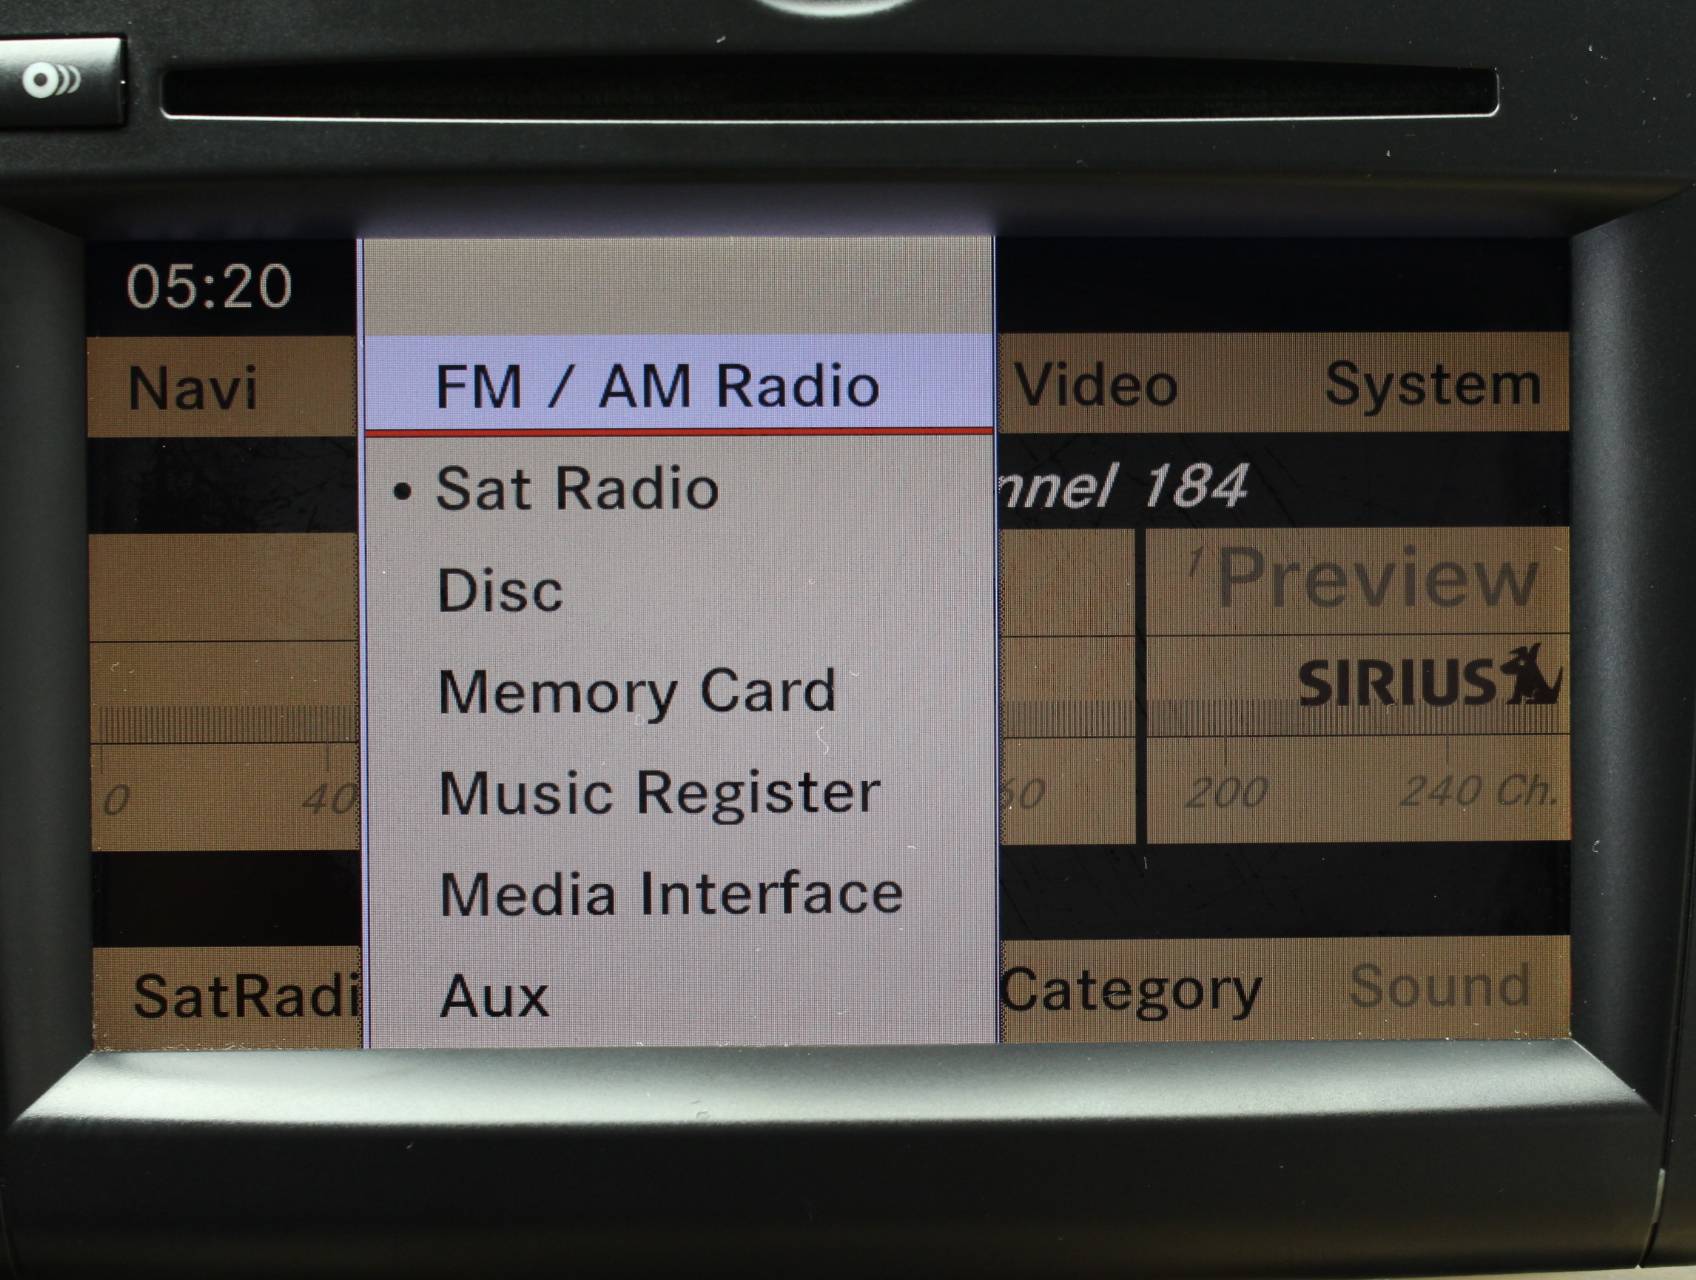 05:20
Navi
FM / AM Radio
Video
System
• Sat Radio
nnel 184
Disc
Preview
Memory Card
SIRIUS
Music Register
0
40
60
200
240 Ch.
Media Interface
SatRadi
Aux
Category
Sound